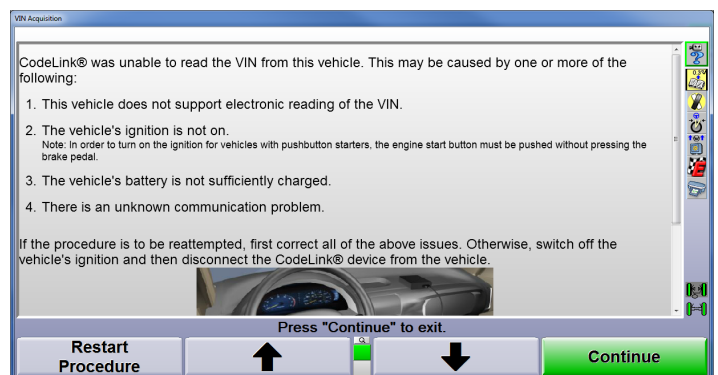 VIN Acquisition
CodeLink® was unable to read the VIN from this vehicle. This may be caused by one or more of the
following:
1. This vehicle does not support electronic reading of the VIN.
2. The vehicle's ignition is not on.
Note: In order to turn on the ignition for vehicles with pushbutton starters, the engine start button must be pushed without pressing the
brake pedal.
3. The vehicle's battery is not sufficiently charged.
4. There is an unknown communication problem.
If the procedure is to be reattempted, first correct all of the above issues. Otherwise, switch off the
vehicle's ignition and then disconnect the CodeLink® device from the vehicle.
Press "Continue" to exit.
Restart
Procedure
Continue